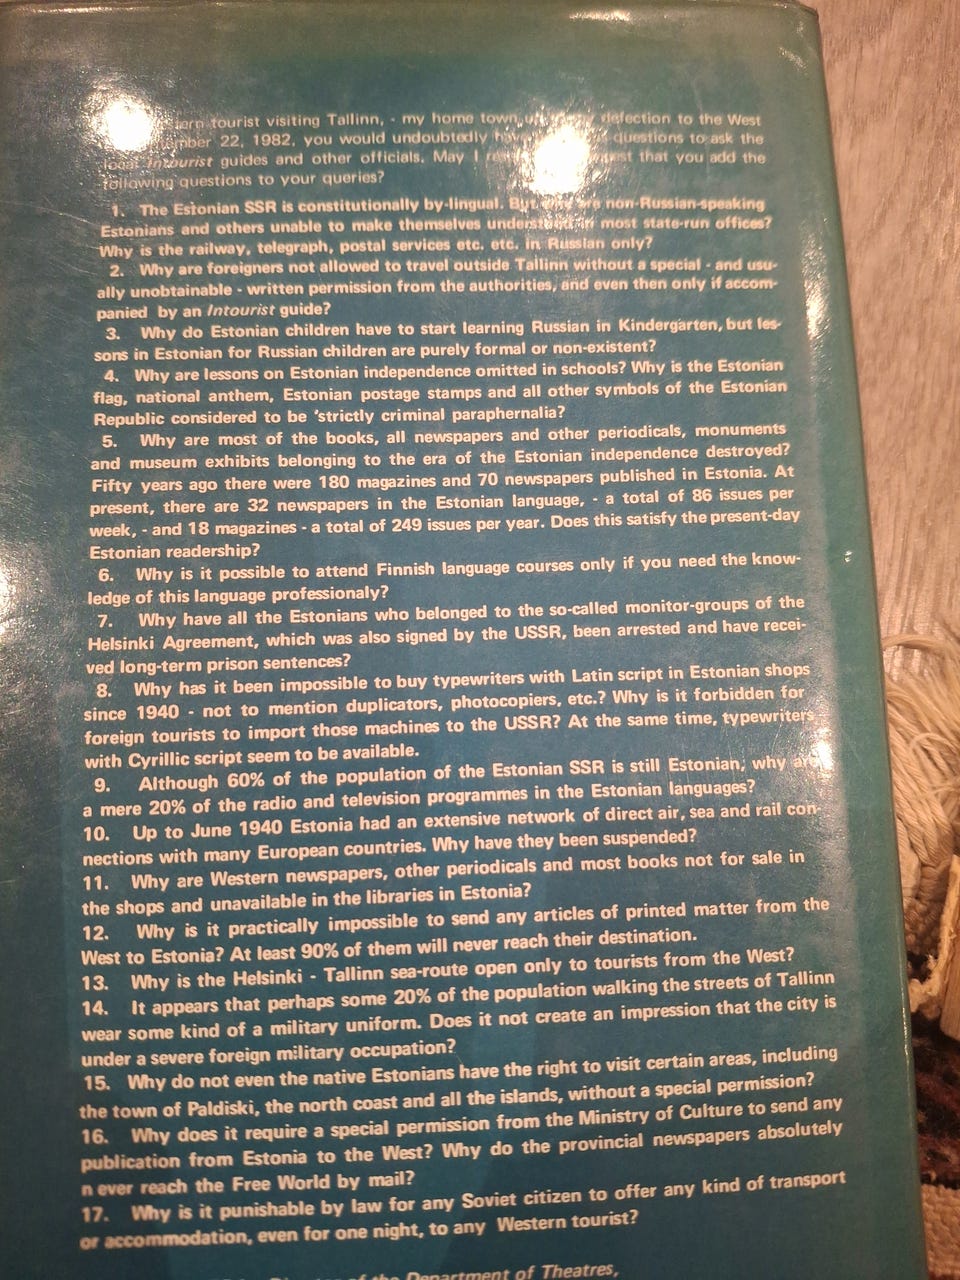 tourist visiting Tallinn, - my home town defection to the West
22, 1982, you would undoubtedly questions to ask the
local Intourist guides and other officials. May I that you add the
following questions to your queries?
1. The Estonian SSR is constitutionally by-lingual. But, why are non-Russian-speaking
Estonians and others unable to make themselves understood in most state-run offices?
Why is the railway, telegraph, postal services etc. etc. in Russian only?
2. Why are foreigners not allowed to travel outside Tallinn without a special - and usu-
ally unobtainable - written permission from the authorities, and even then only if accom-
panied by an Intourist guide?
3. Why do Estonian children have to start learning Russian in Kindergarten, but les-
sons in Estonian for Russian children are purely formal or non-existent?
4. Why are lessons on Estonian independence omitted in schools? Why is the Estonian
flag, national anthem, Estonian postage stamps and all other symbols of the Estonian
Republic considered to be 'strictly criminal paraphernalia?
5. Why are most of the books, all newspapers and other periodicals, monuments
and museum exhibits belonging to the era of the Estonian independence destroyed?
Fifty years ago there were 180 magazines and 70 newspapers published in Estonia. At
present, there are 32 newspapers in the Estonian language, - a total of 86 issues per
week, - and 18 magazines - a total of 249 issues per year. Does this satisfy the present-day
Estonian readership?
6. Why is it possible to attend Finnish language courses only if you need the know-
ledge of this language professionaly?
7. Why have all the Estonians who belonged to the so-called monitor-groups of the
Helsinki Agreement, which was also signed by the USSR, been arrested and have recei-
ved long-term prison sentences?
8. Why has it been impossible to buy typewriters with Latin script in Estonian shops
since 1940 - not to mention duplicators, photocopiers, etc.? Why is it forbidden for
foreign tourists to import those machines to the USSR? At the same time, typewriters
with Cyrillic script seem to be available.
9. Although 60% of the population of the Estonian SSR is still Estonian, why are
a mere 20% of the radio and television programmes in the Estonian languages?
10. Up to June 1940 Estonia had an extensive network of direct air, sea and rail con-
nections with many European countries. Why have they been suspended?
11. Why are Western newspapers, other periodicals and most books not for sale in
the shops and unavailable in the libraries in Estonia?
12. Why is it practically impossible to send any articles of printed matter from the
West to Estonia? At least 90% of them will never reach their destination.
13. Why is the Helsinki - Tallinn sea-route open only to tourists from the West?
14. It appears that perhaps some 20% of the population walking the streets of Tallinn
wear some kind of a military uniform. Does it not create an impression that the city is
under a severe foreign military occupation?
15. Why do not even the native Estonians have the right to visit certain areas, including
the town of Paldiski, the north coast and all the islands, without a special permission?
16. Why does it require a special permission from the Ministry of Culture to send any
publication from Estonia to the West? Why do the provincial newspapers absolutely
n ever reach the Free World by mail?
17. Why is it punishable by law for any Soviet citizen to offer any kind of transport
or accommodation, even for one night, to any Western tourist?
of the Department of Theatres,